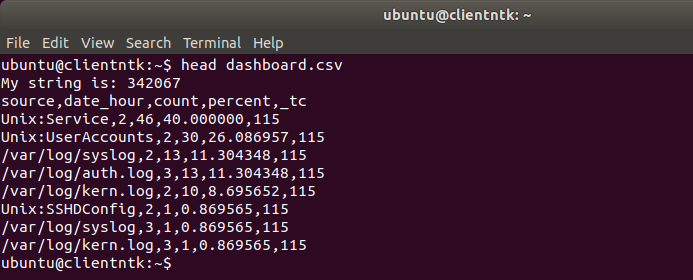 ubuntu@clientntk: ~
File Edit View Search Terminal Help
ubuntu@clientntk:~$ head dashboard.csv
My string is: 342067
source,date_hour,count,percent,_tc
Unix:Service,2,46,40.000000,115
Unix:UserAccounts,2,30,26.086957,115
/var/log/syslog,2,13,11.304348,115
/var/log/auth.log,3,13,11.304348,115
/var/log/kern.log,2,10,8.695652,115
Unix:SSHDConfig,2,1,0.869565,115
/var/log/syslog,3,1,0.869565,115
/var/log/kern.log,3,1,0.869565,115
ubuntu@clientntk:~$